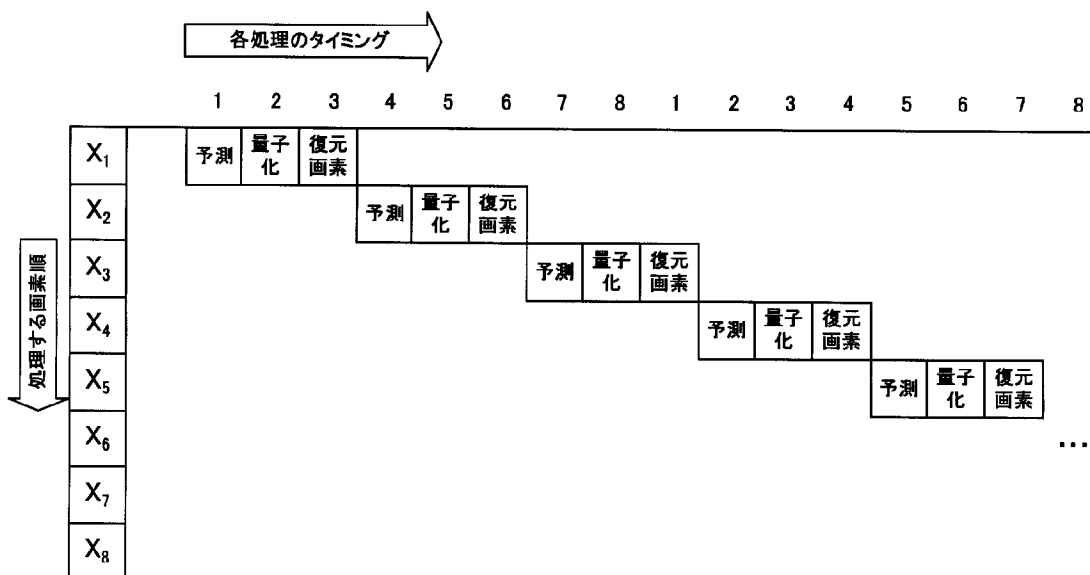 各処理のタイミング
1 2 3 4 5 6 7 8 1 2 3 4 5 6 7 8
処理する画素順
X₁ 予測 量子化 復元画素
X₂ 予測 量子化 復元画素
X₃ 予測 量子化 復元画素
X₄ 予測 量子化 復元画素
X₅ 予測 量子化 復元画素
X₆ …
X₇
X₈